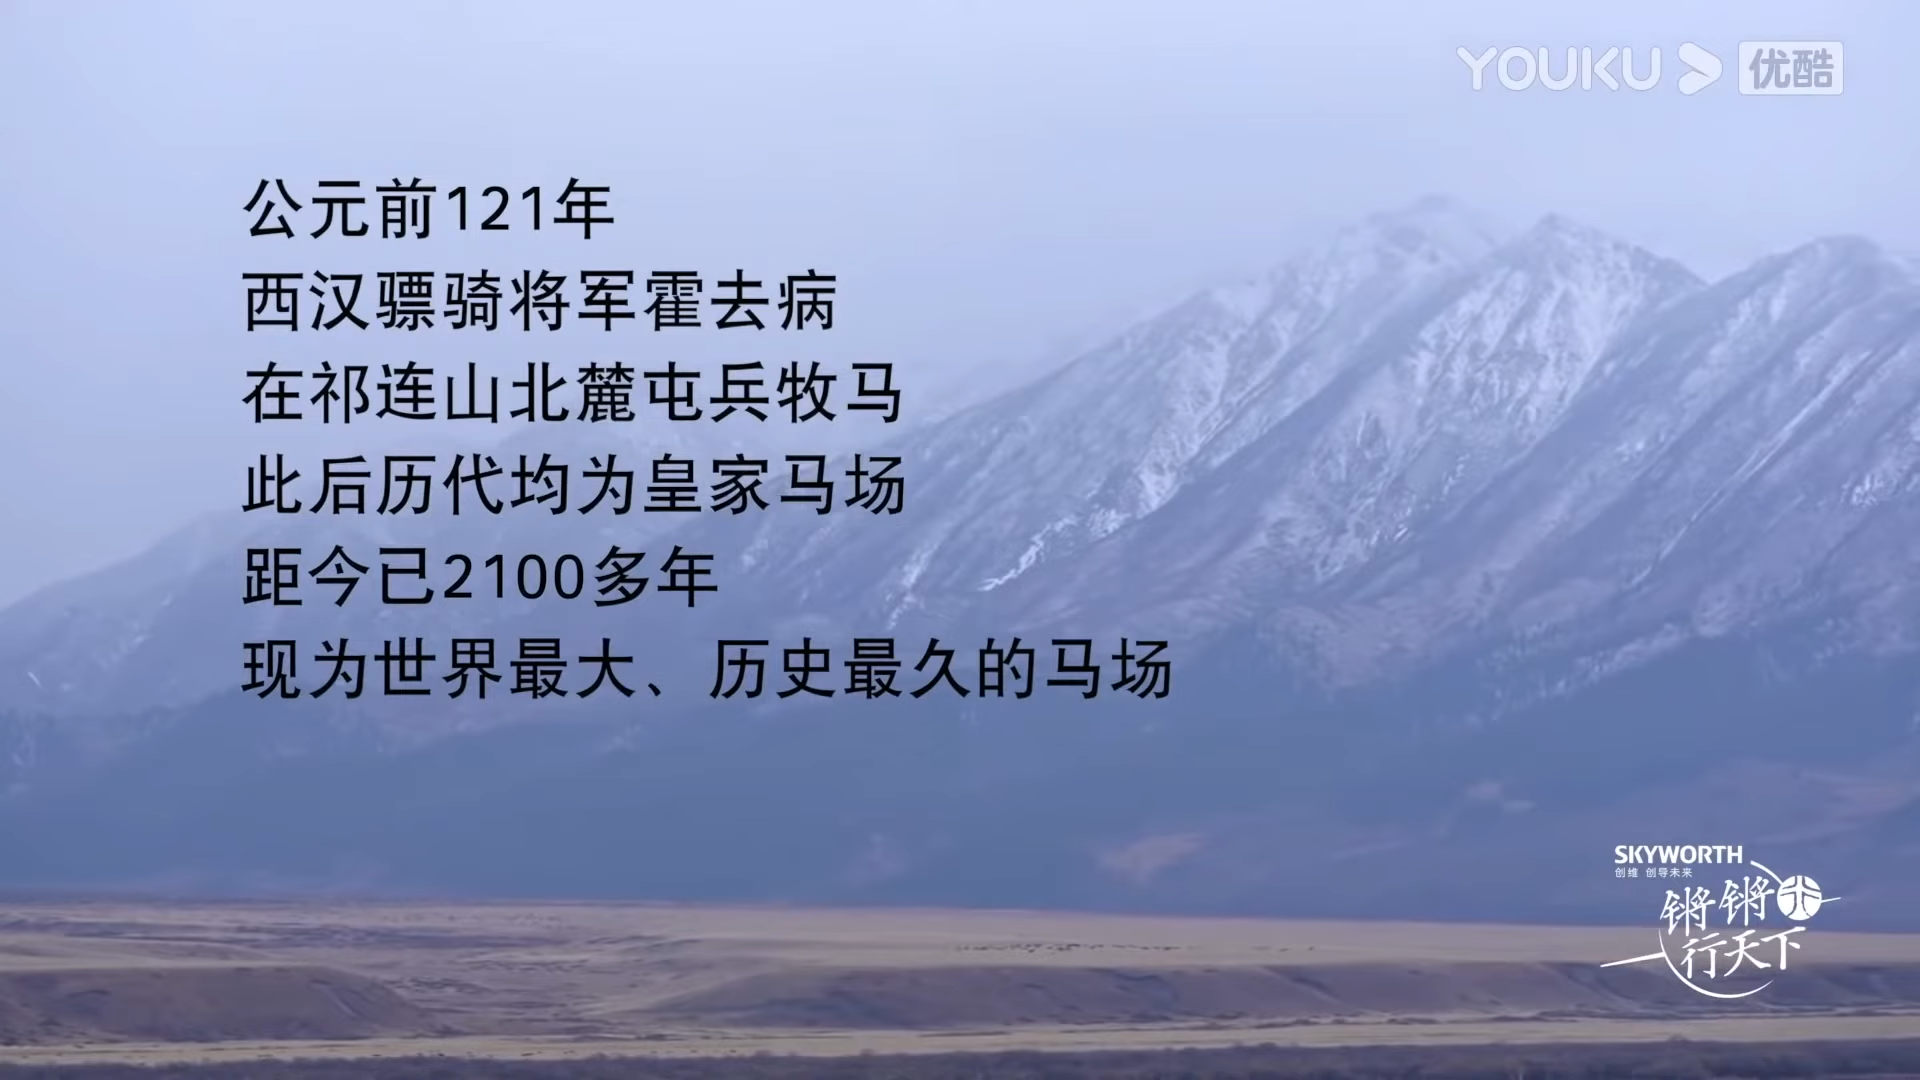 YOUKU 优酷
公元前121年
西汉骠骑将军霍去病
在祁连山北麓屯兵牧马
此后历代均为皇家马场
距今已2100多年
现为世界最大、历史最久的马场
SKYWORTH
创维 创导未来
锵锵
行天下